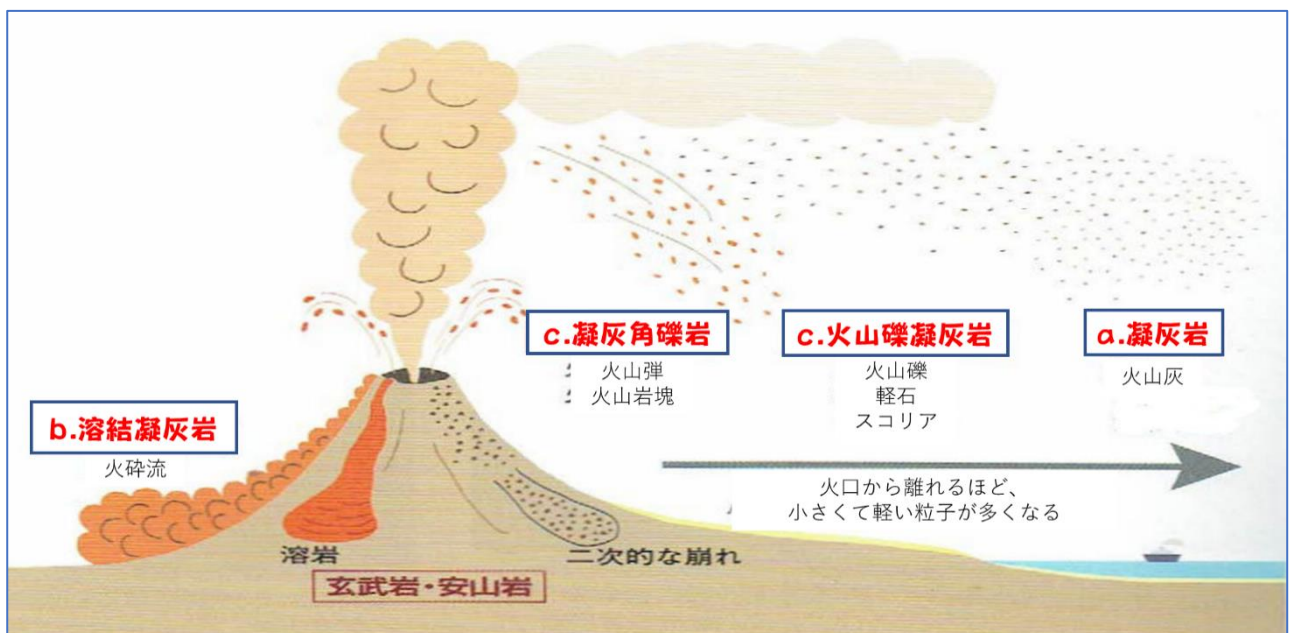 c.凝灰角礫岩
火山弾
火山岩塊
c.火山礫凝灰岩
火山礫
軽石
スコリア
a.凝灰岩
火山灰
b.溶結凝灰岩
火砕流
火口から離れるほど、
小さくて軽い粒子が多くなる
溶岩
二次的な崩れ
玄武岩・安山岩